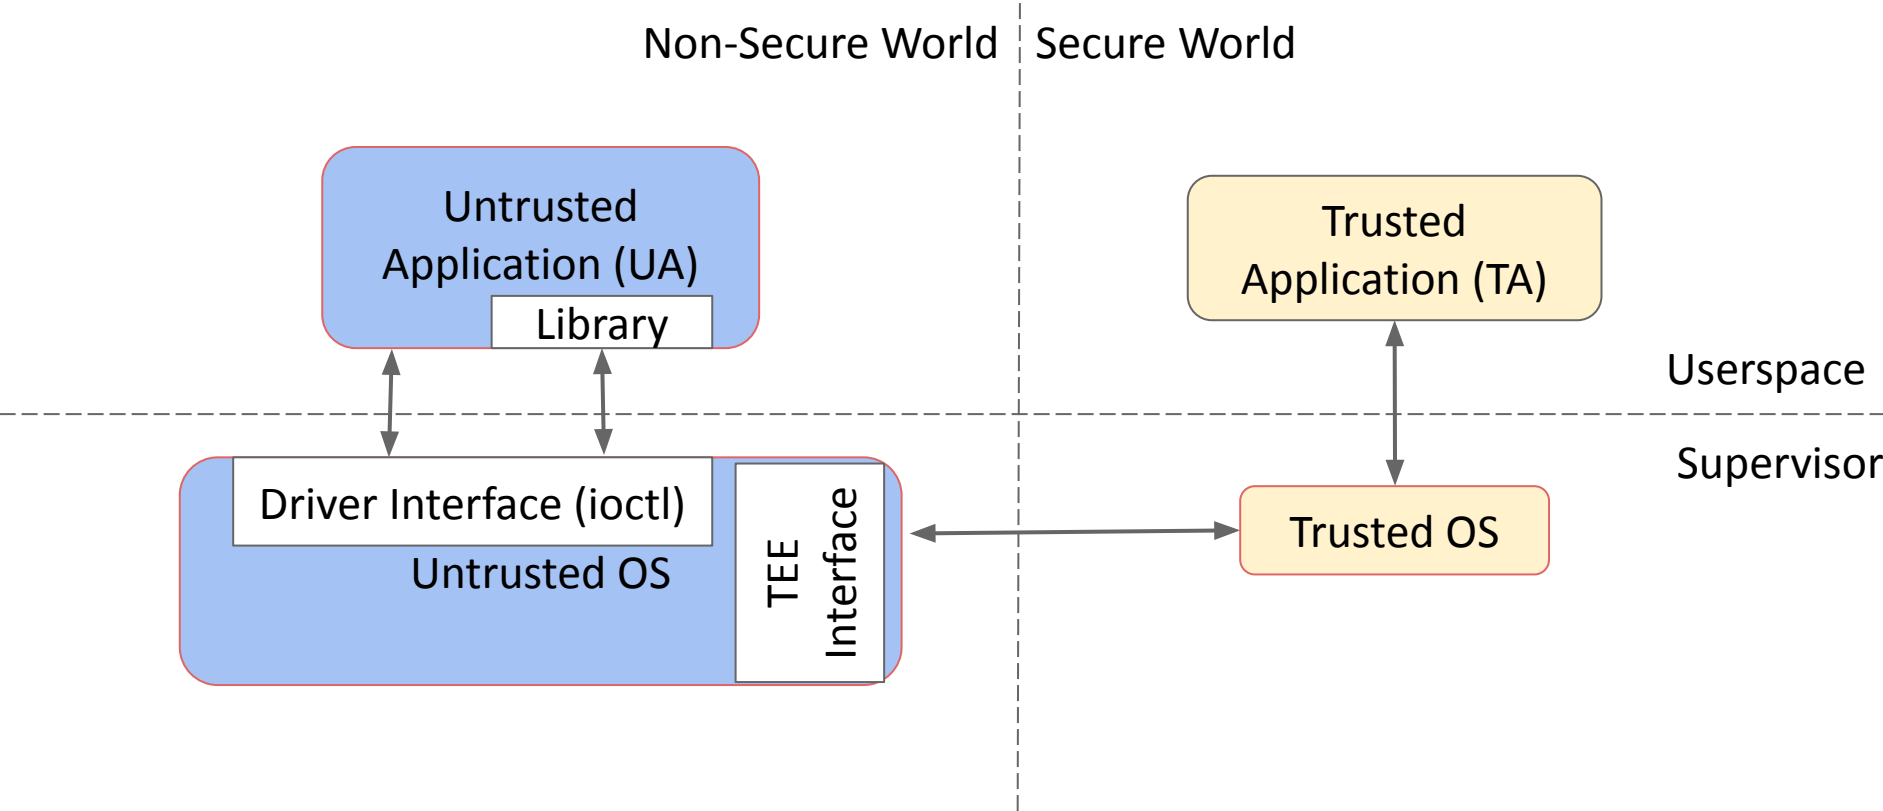 Non-Secure World
Secure World
Untrusted
Application (UA)
Library
Trusted
Application (TA)
Userspace
Supervisor
Driver Interface (ioctl)
Untrusted OS
TEE
Interface
Trusted OS